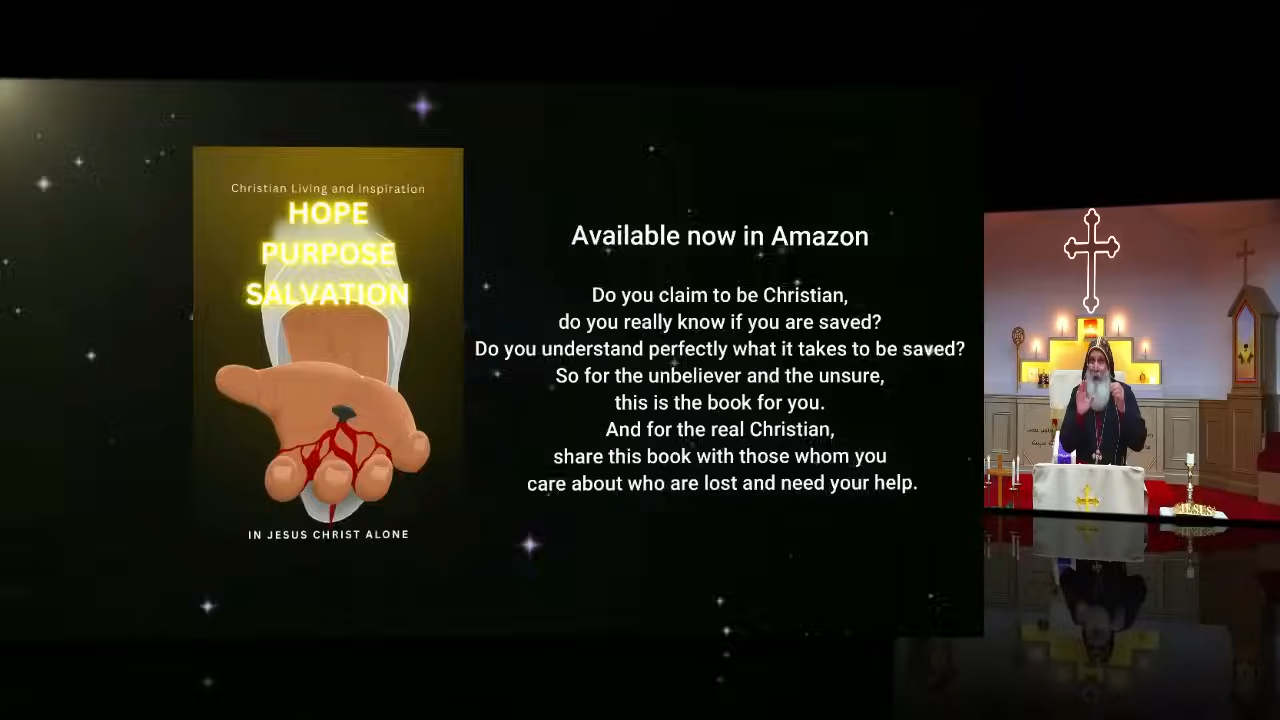 Christian Living and Inspiration
HOPE
PURPOSE
SALVATION
IN JESUS CHRIST ALONE
Available now in Amazon
Do you claim to be Christian,
do you really know if you are saved?
Do you understand perfectly what it takes to be saved?
So for the unbeliever and the unsure,
this is the book for you.
And for the real Christian,
share this book with those whom you
care about who are lost and need your help.
JESUS